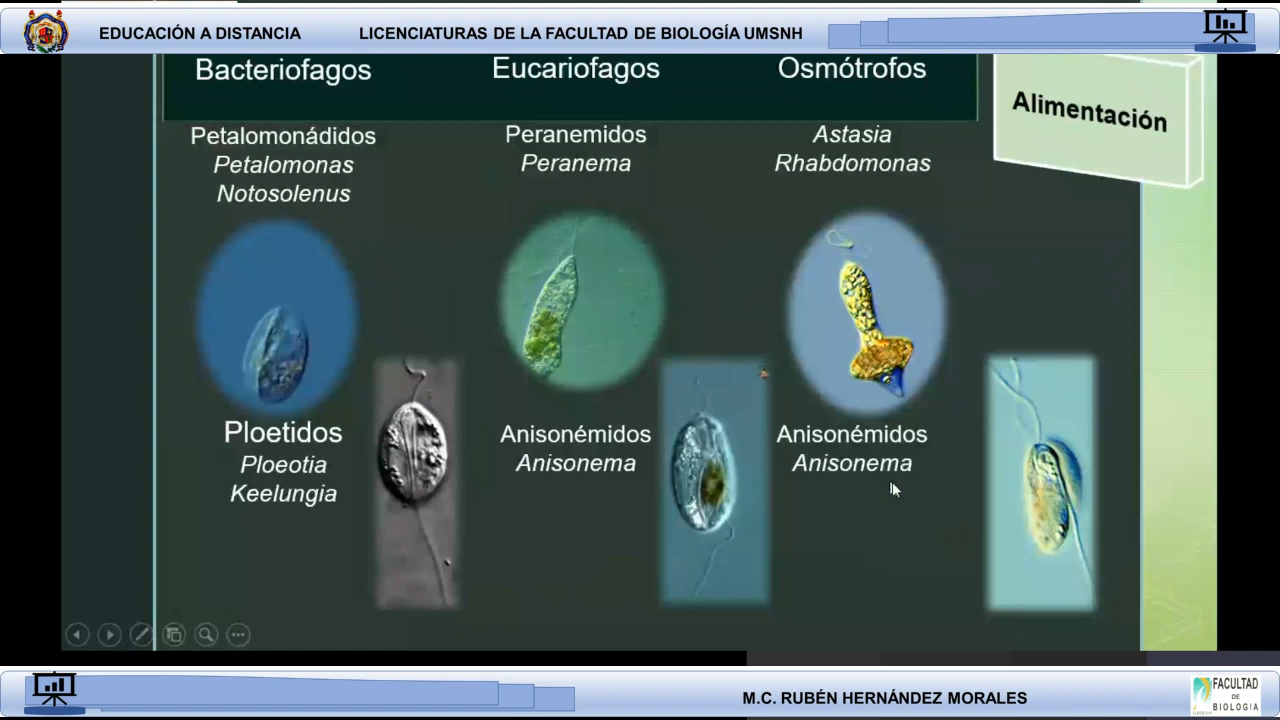 EDUCACIÓN A DISTANCIA LICENCIATURAS DE LA FACULTAD DE BIOLOGÍA UMSNH
Bacteriofagos Eucariofagos Osmótrofos
Alimentación
Petalomonádidos
Petalomonas
Notosolenus
Peranemidos
Peranema
Astasia
Rhabdomonas
Ploetidos
Ploeotia
Keelungia
Anisonémidos
Anisonema
Anisonémidos
Anisonema
M.C. RUBÉN HERNÁNDEZ MORALES
FACULTAD
DE
BIOLOGIA